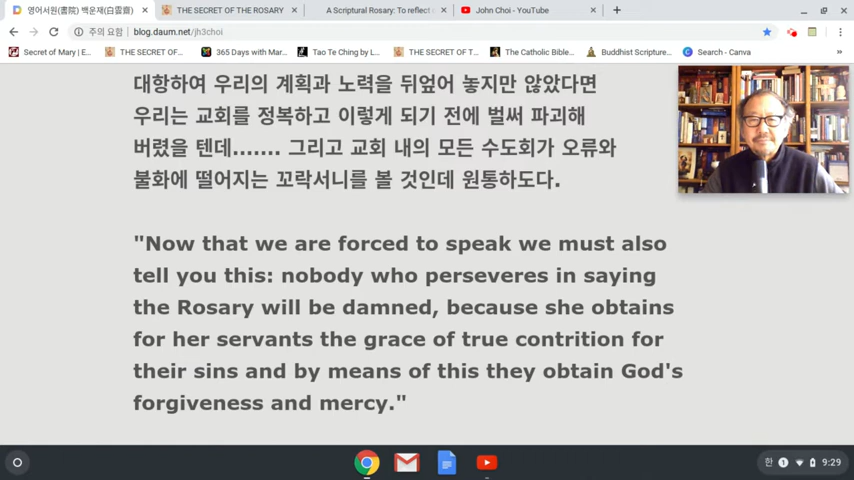 영어서원(書院) 백운재(白雲齋)
THE SECRET OF THE ROSARY
A Scriptural Rosary: To reflect
John Choi - YouTube
주의 요함
blog.daum.net/jh3choi
Secret of Mary | E...
THE SECRET OF...
365 Days with Mar...
Tao Te Ching by L...
THE SECRET OF T...
The Catholic Bible...
Buddhist Scripture...
Search - Canva
대항하여 우리의 계획과 노력을 뒤엎어 놓지만 않았다면
우리는 교회를 정복하고 이렇게 되기 전에 벌써 파괴해
버렸을 텐데....... 그리고 교회 내의 모든 수도회가 오류와
불화에 떨어지는 꼬락서니를 볼 것인데 원통하도다.
"Now that we are forced to speak we must also
tell you this: nobody who perseveres in saying
the Rosary will be damned, because she obtains
for her servants the grace of true contrition for
their sins and by means of this they obtain God's
forgiveness and mercy."
한
1
9:29